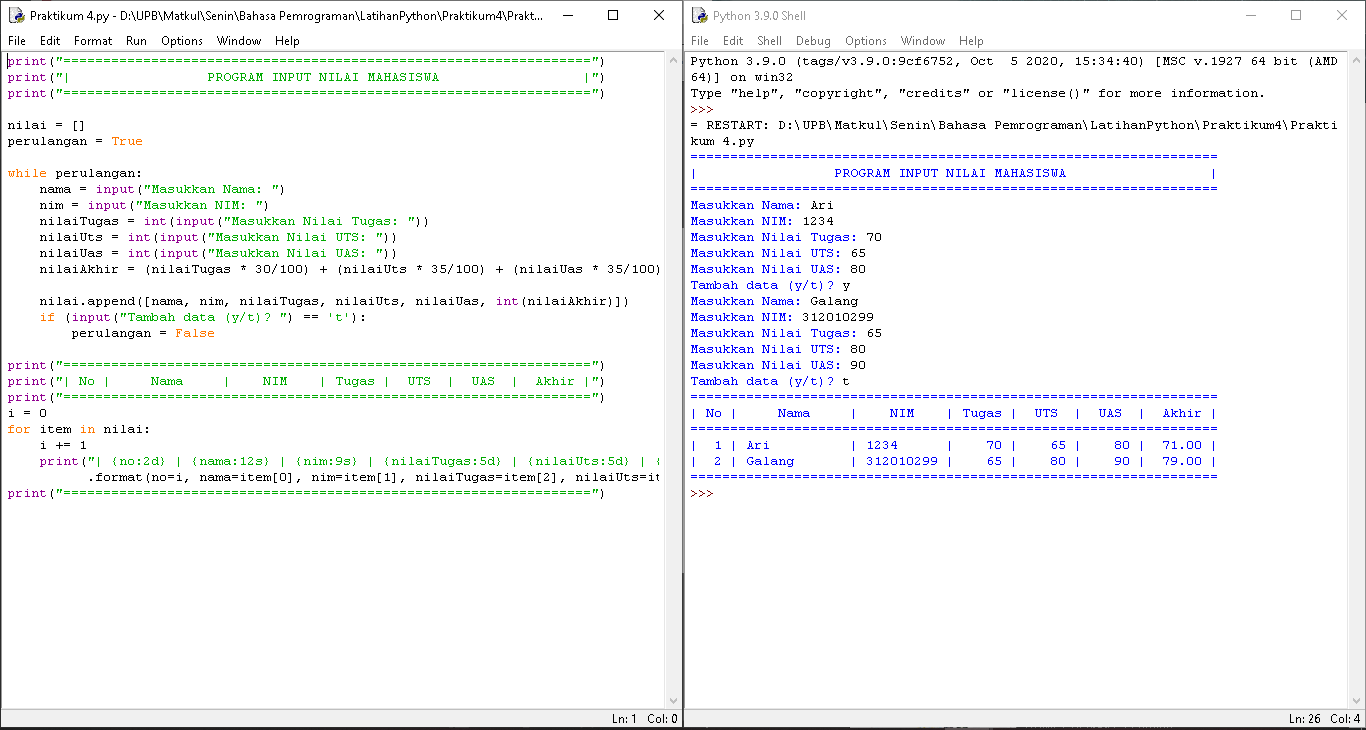 Praktikum 4.py - D:\UPB\Matkul\Senin\Bahasa Pemrograman\LatihanPython\Praktikum4\Prakt...
File Edit Format Run Options Window Help
print("==================================================================")
print("|                 PROGRAM INPUT NILAI MAHASISWA                  |")
print("==================================================================")
nilai = []
perulangan = True
while perulangan:
    nama = input("Masukkan Nama: ")
    nim = input("Masukkan NIM: ")
    nilaiTugas = int(input("Masukkan Nilai Tugas: "))
    nilaiUts = int(input("Masukkan Nilai UTS: "))
    nilaiUas = int(input("Masukkan Nilai UAS: "))
    nilaiAkhir = (nilaiTugas * 30/100) + (nilaiUts * 35/100) + (nilaiUas * 35/100)
    nilai.append([nama, nim, nilaiTugas, nilaiUts, nilaiUas, int(nilaiAkhir)])
    if (input("Tambah data (y/t)? ") == 't'):
        perulangan = False
print("==================================================================")
print("| No |     Nama     |    NIM    | Tugas |  UTS  |  UAS  |  Akhir |")
print("==================================================================")
i = 0
for item in nilai:
    i += 1
    print("| {no:2d} | {nama:12s} | {nim:9s} | {nilaiTugas:5d} | {nilaiUts:5d} | {
          .format(no=i, nama=item[0], nim=item[1], nilaiTugas=item[2], nilaiUts=it
print("==================================================================")
Ln: 1 Col: 0
Python 3.9.0 Shell
File Edit Shell Debug Options Window Help
Python 3.9.0 (tags/v3.9.0:9cf6752, Oct  5 2020, 15:34:40) [MSC v.1927 64 bit (AMD
64)] on win32
Type "help", "copyright", "credits" or "license()" for more information.
>>>
= RESTART: D:\UPB\Matkul\Senin\Bahasa Pemrograman\LatihanPython\Praktikum4\Prakti
kum 4.py
==================================================================
|                 PROGRAM INPUT NILAI MAHASISWA                  |
==================================================================
Masukkan Nama: Ari
Masukkan NIM: 1234
Masukkan Nilai Tugas: 70
Masukkan Nilai UTS: 65
Masukkan Nilai UAS: 80
Tambah data (y/t)? y
Masukkan Nama: Galang
Masukkan NIM: 312010299
Masukkan Nilai Tugas: 65
Masukkan Nilai UTS: 80
Masukkan Nilai UAS: 90
Tambah data (y/t)? t
==================================================================
| No |     Nama     |    NIM    | Tugas |  UTS  |  UAS  |  Akhir |
==================================================================
|  1 | Ari          | 1234      |    70 |    65 |    80 |  71.00 |
|  2 | Galang       | 312010299 |    65 |    80 |    90 |  79.00 |
==================================================================
>>>
Ln: 26 Col: 4